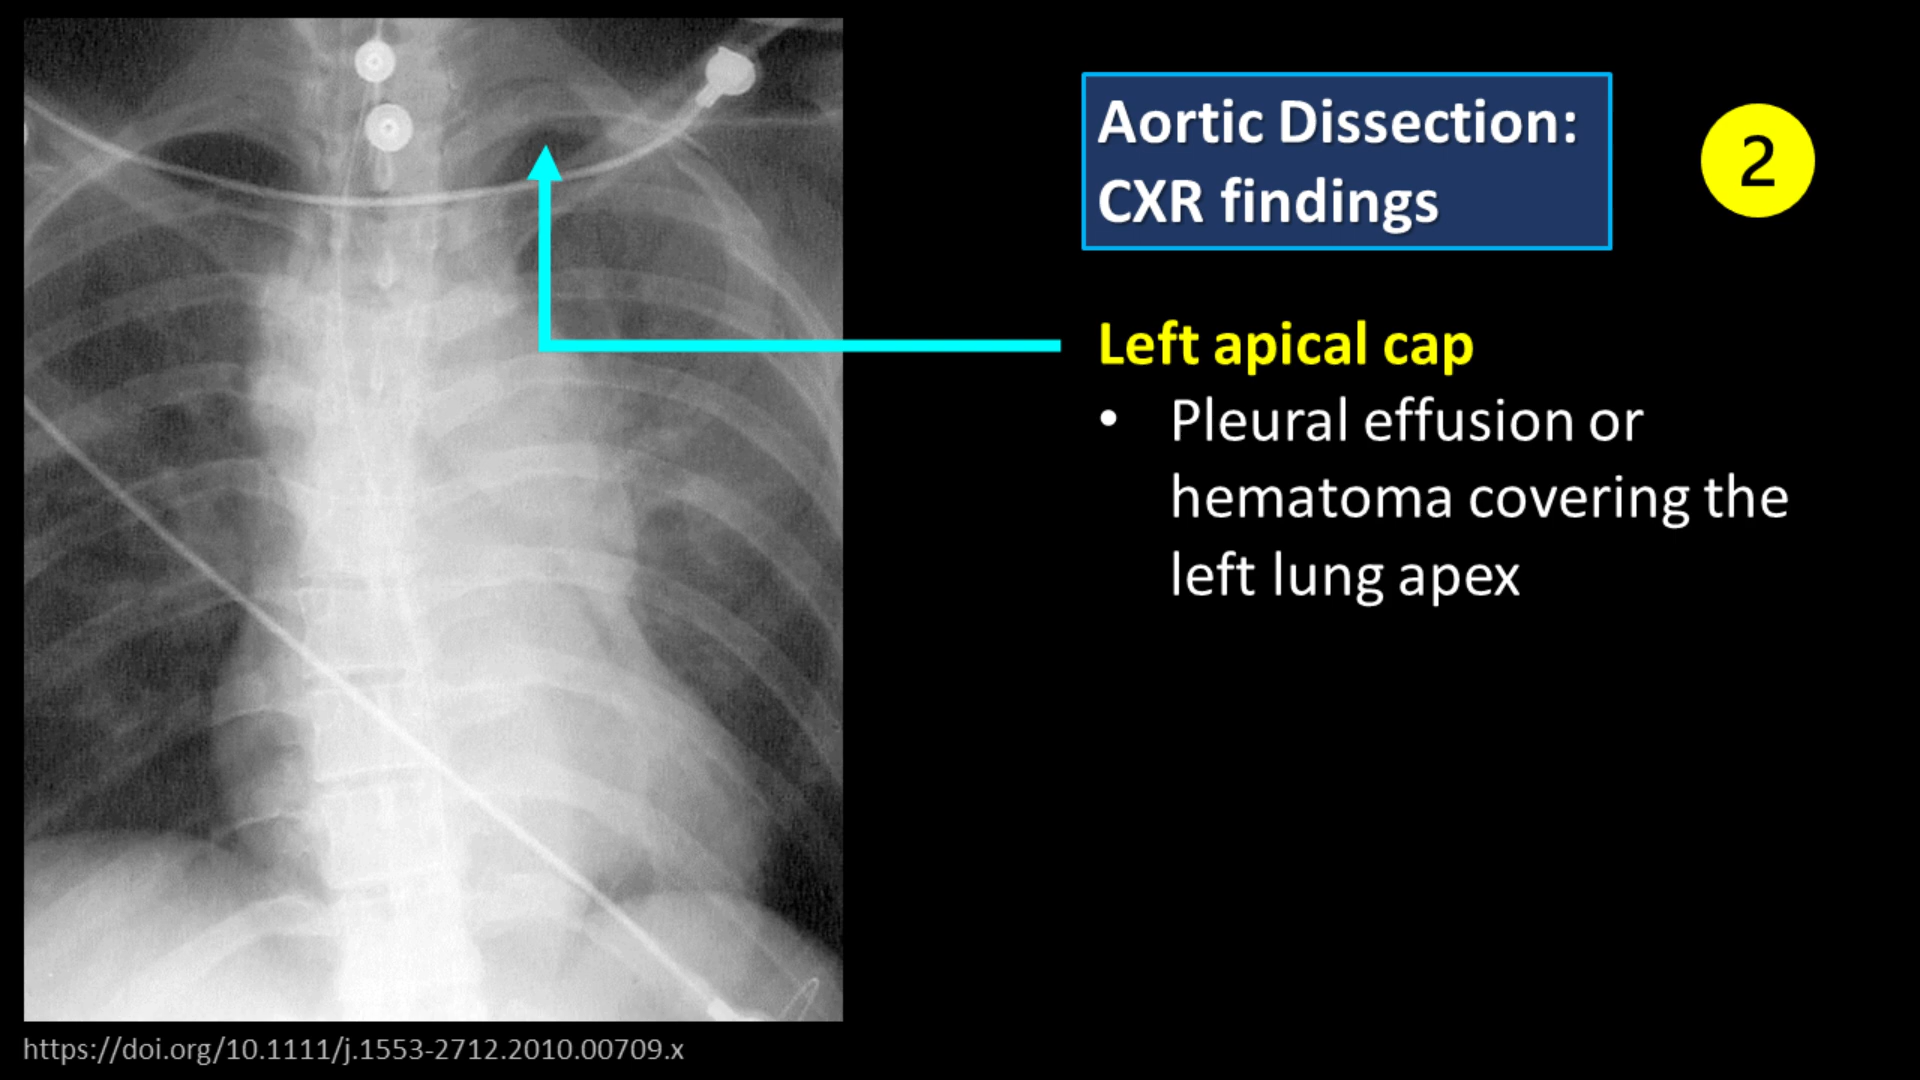 Aortic Dissection:
CXR findings
2
Left apical cap
• Pleural effusion or
hematoma covering the
left lung apex
https://doi.org/10.1111/j.1553-2712.2010.00709.x